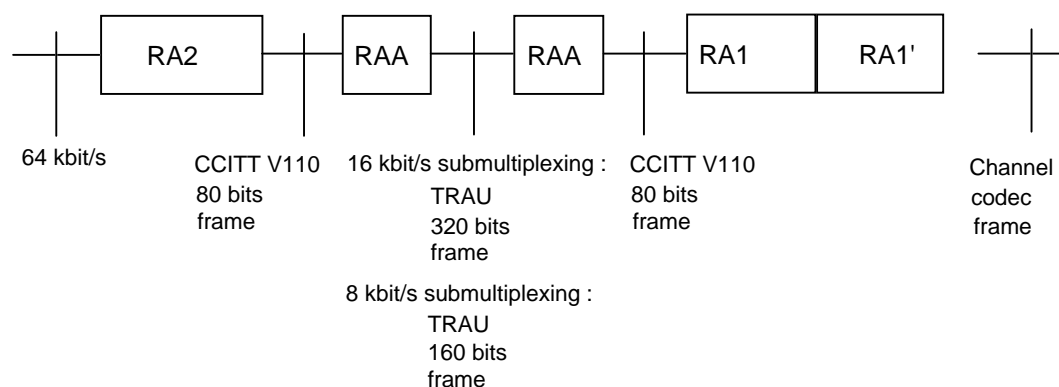 RA2
RAA
RAA
RA1
RA1'
64 kbit/s
CCITT V110
80 bits
frame
16 kbit/s submultiplexing :
TRAU
320 bits
frame
8 kbit/s submultiplexing :
TRAU
160 bits
frame
CCITT V110
80 bits
frame
Channel
codec
frame